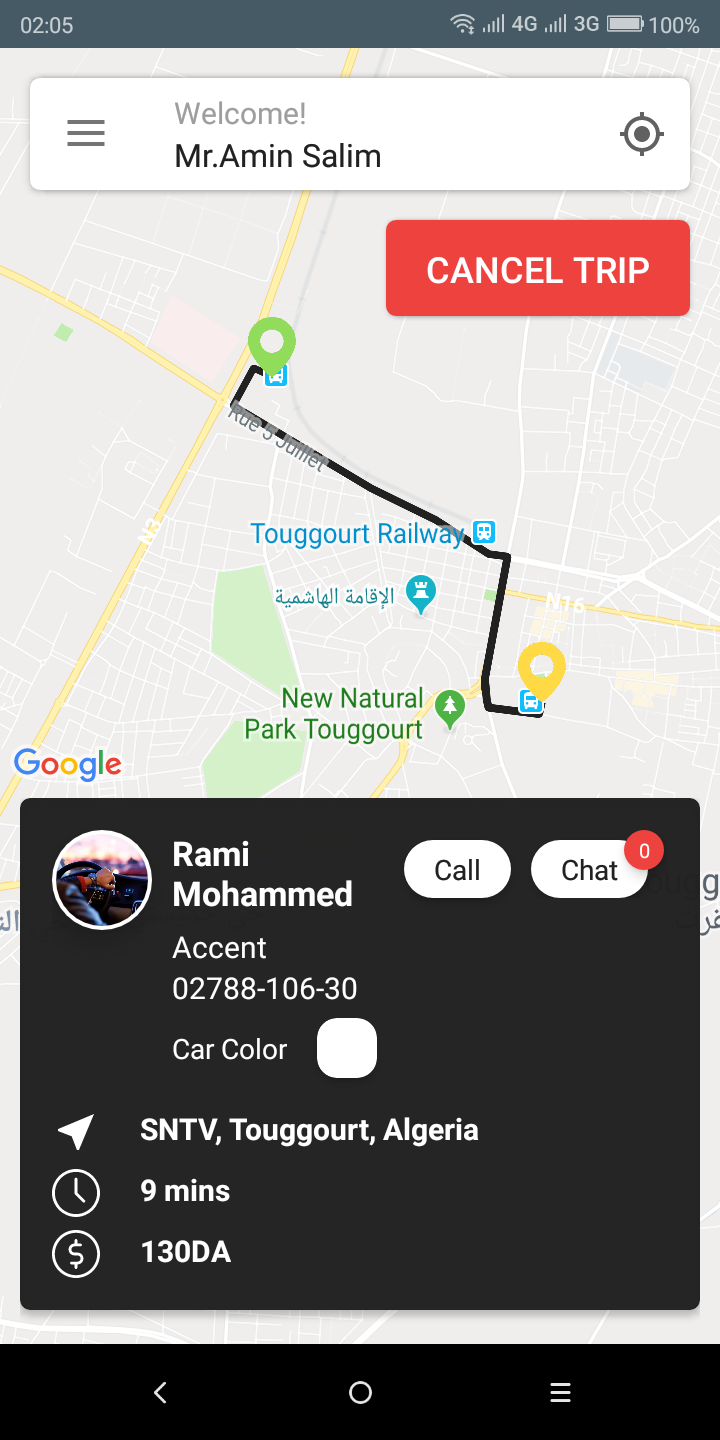 02:05
4G 3G 100%
Welcome!
Mr.Amin Salim
CANCEL TRIP
Rue 5 Juillet
N3
Touggourt Railway
الإقامة الهاشمية
N16
New Natural
Park Touggourt
Google
Rami
Mohammed
Call
Chat
0
Accent
02788-106-30
Car Color
SNTV, Touggourt, Algeria
9 mins
130DA